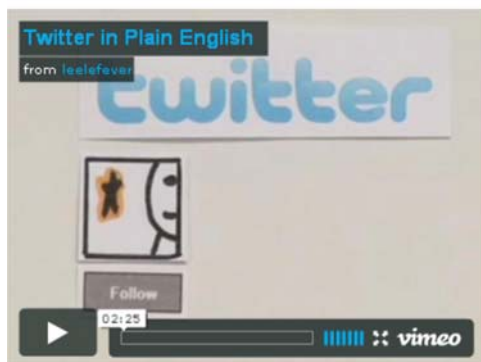 Twitter in Plain English
from leelefever
twitter
Follow
02:25
vimeo